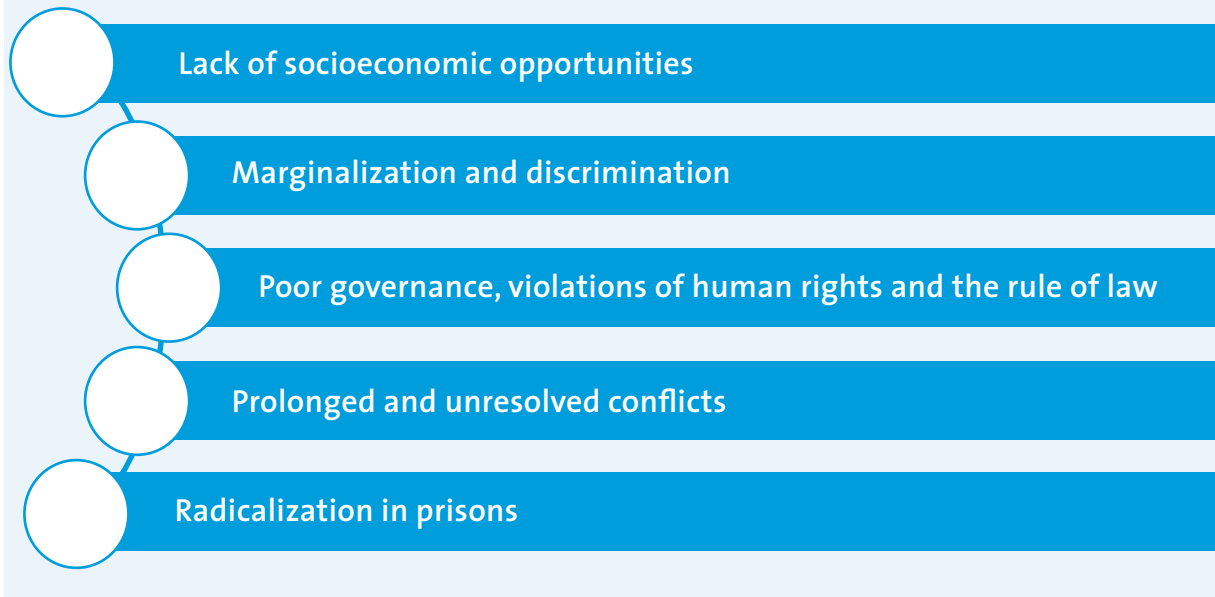 Lack of socioeconomic opportunities
Marginalization and discrimination
Poor governance, violations of human rights and the rule of law
Prolonged and unresolved conflicts
Radicalization in prisons